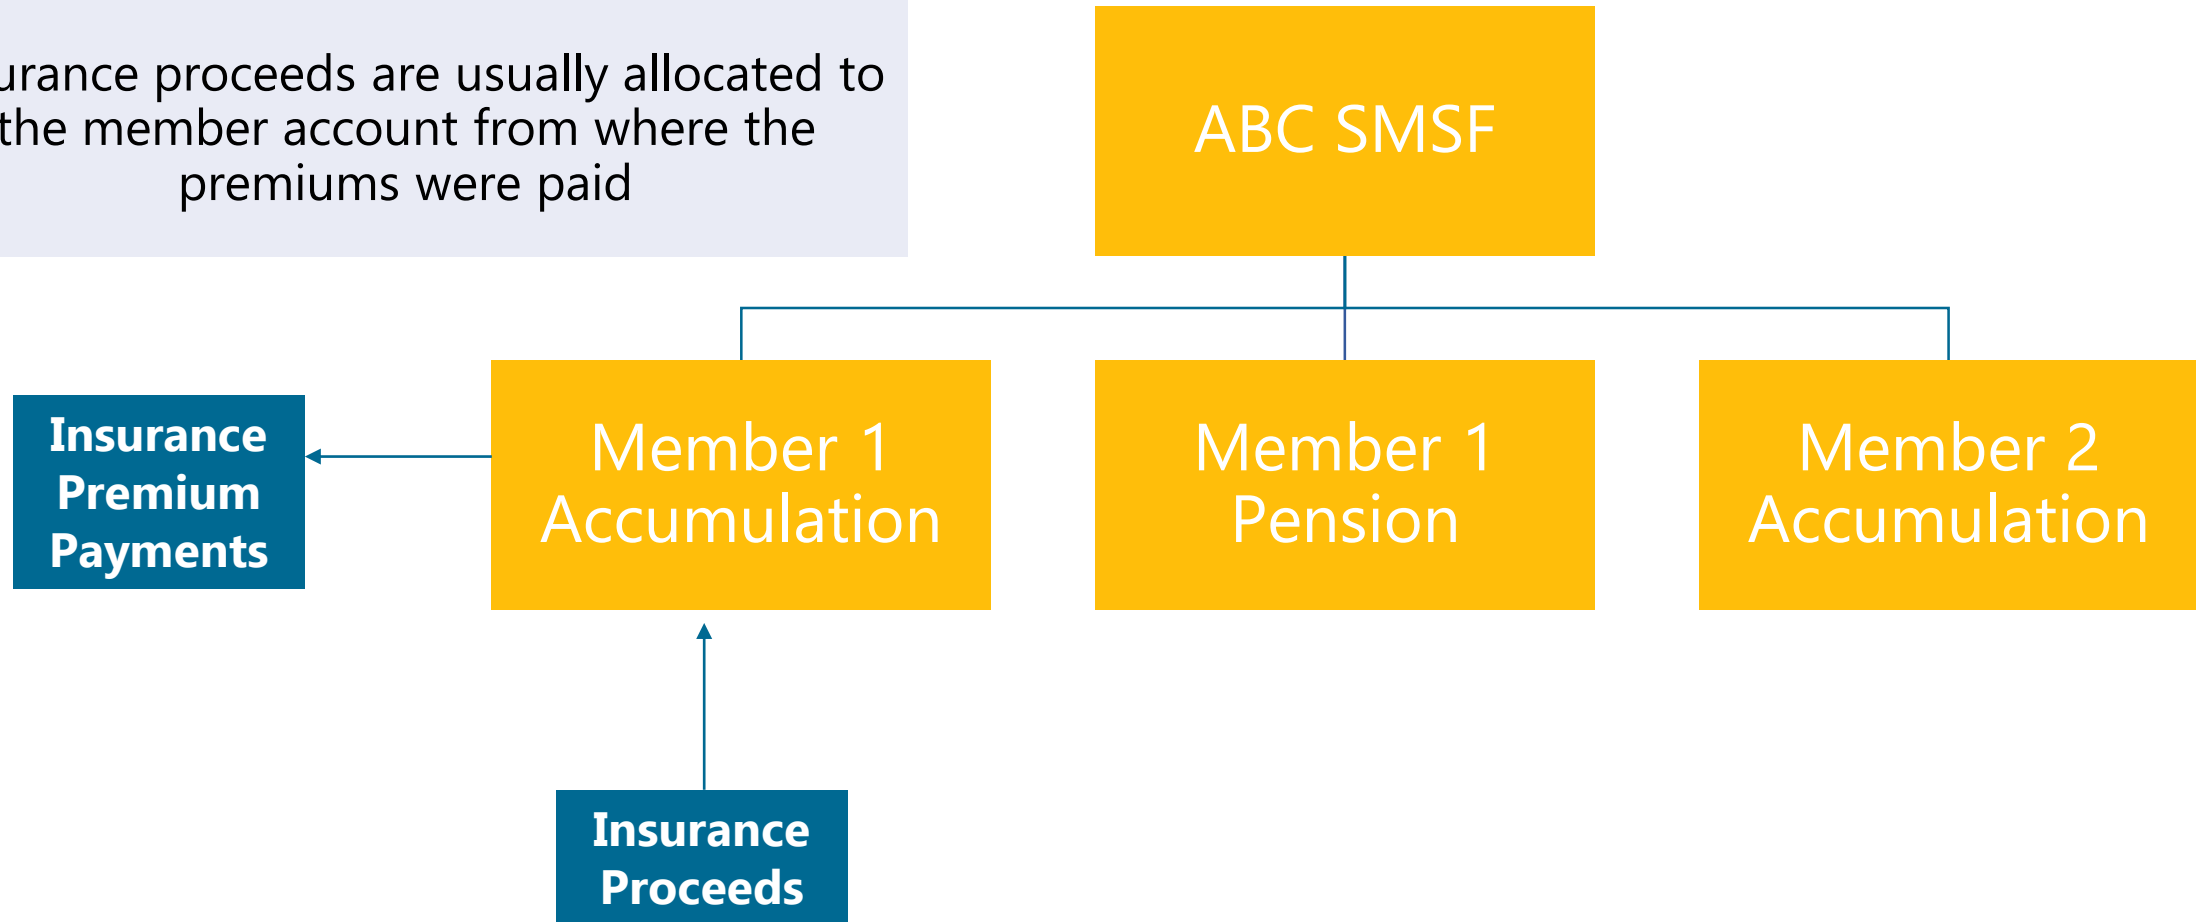 urance proceeds are usually allocated to
the member account from where the
premiums were paid
ABC SMSF
Insurance
Premium
Payments
Member 1
Accumulation
Member 1
Pension
Member 2
Accumulation
Insurance
Proceeds